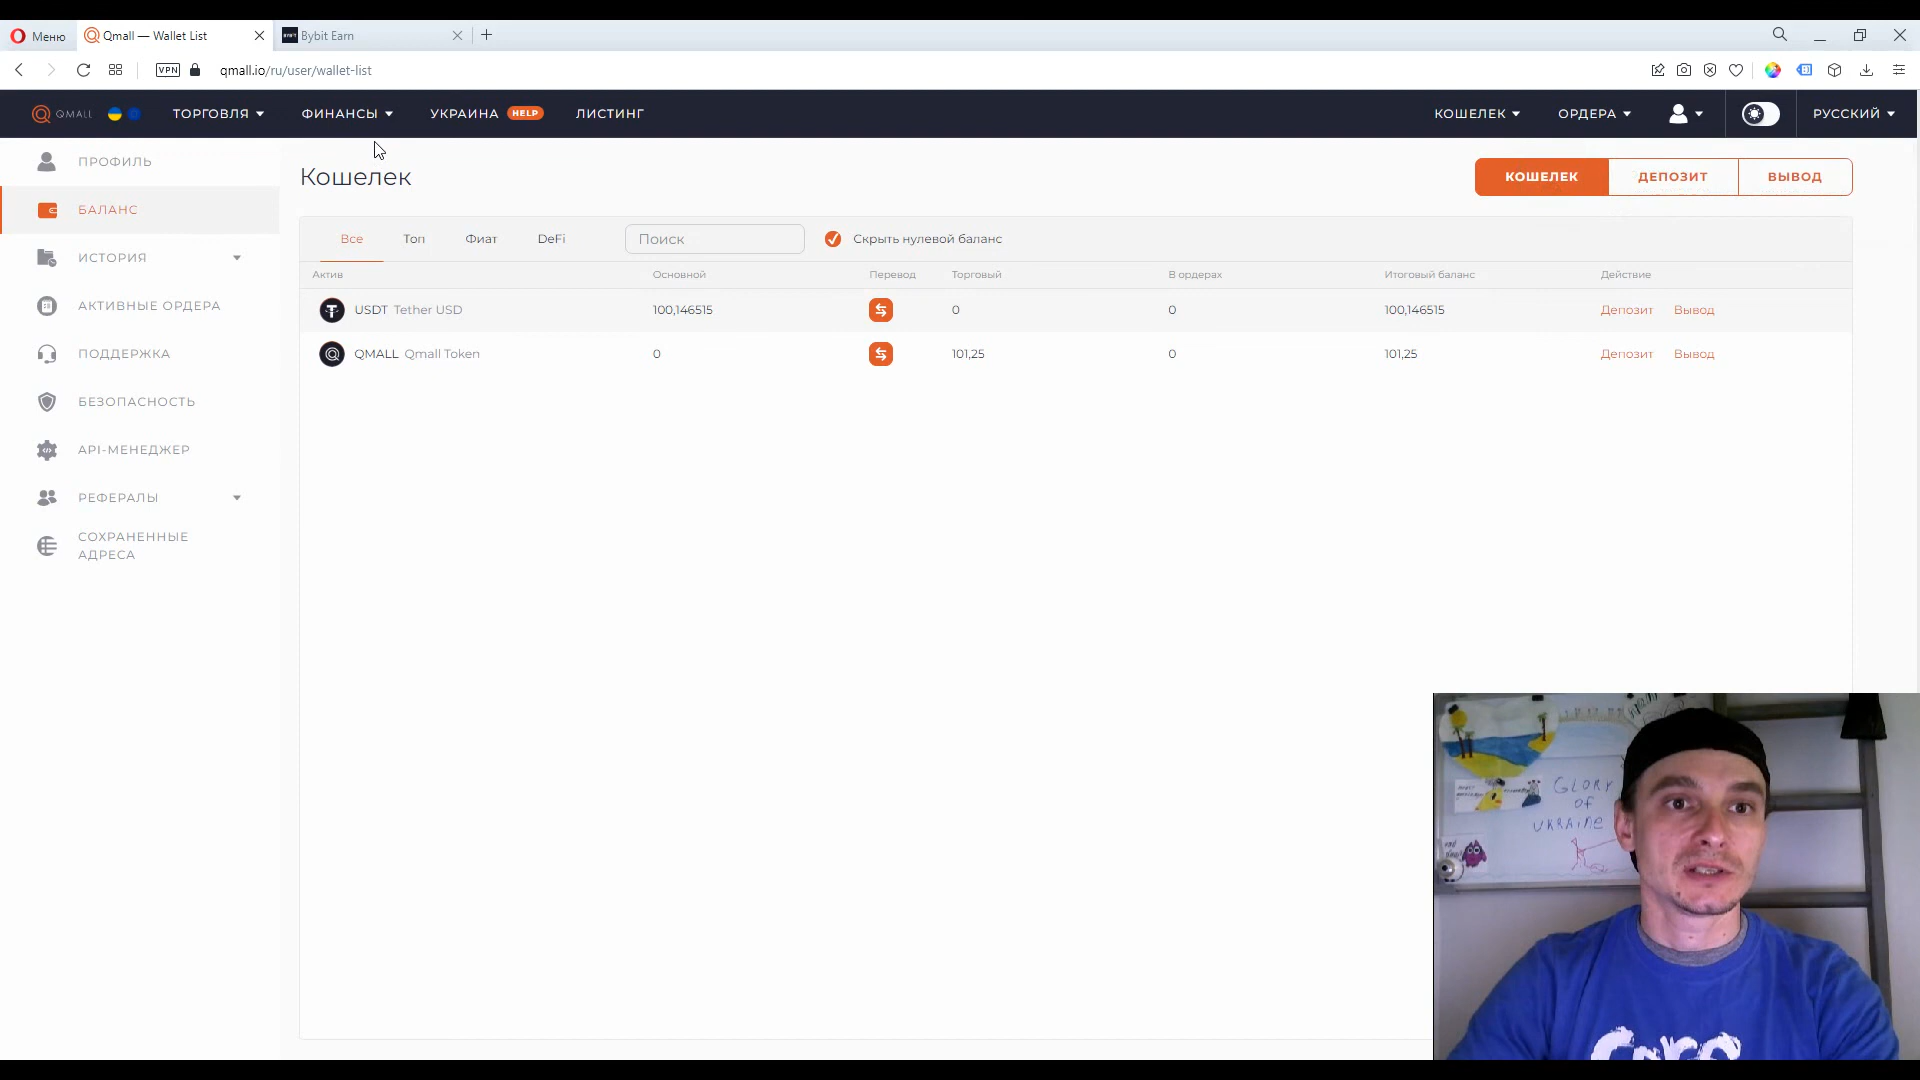 Меню
Qmall — Wallet List
Bybit Earn
VPN
qmall.io/ru/user/wallet-list
QMALL
ТОРГОВЛЯ
ФИНАНСЫ
УКРАИНА HELP
ЛИСТИНГ
КОШЕЛЕК
ОРДЕРА
РУССКИЙ
ПРОФИЛЬ
БАЛАНС
ИСТОРИЯ
АКТИВНЫЕ ОРДЕРА
ПОДДЕРЖКА
БЕЗОПАСНОСТЬ
API-МЕНЕДЖЕР
РЕФЕРАЛЫ
СОХРАНЕННЫЕ
АДРЕСА
Кошелек
КОШЕЛЕК
ДЕПОЗИТ
ВЫВОД
Все
Топ
Фиат
DeFi
Поиск
Скрыть нулевой баланс
Актив
Основной
Перевод
Торговый
В ордерах
Итоговый баланс
Действие
USDT Tether USD
100,146515
0
0
100,146515
Депозит
Вывод
QMALL Qmall Token
0
101,25
0
101,25
Депозит
Вывод
GLORY
OF
UKRAINE